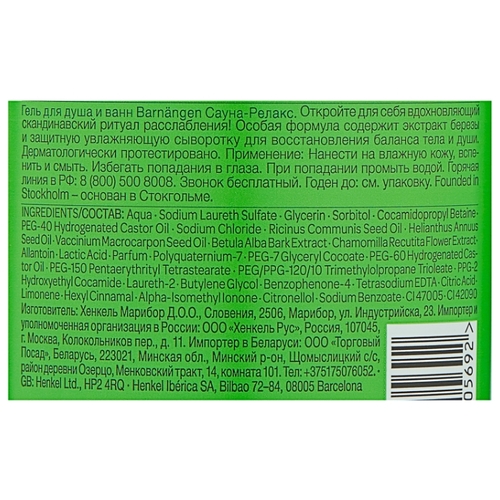 Гель для душа и ванн Barnängen Сауна-Релакс. Откройте для себя вдохновляющий
скандинавский ритуал расслабления! Особая формула содержит экстракт березы
и защитную увлажняющую сыворотку для восстановления баланса тела и души.
Дерматологически протестировано. Применение: Нанести на влажную кожу, вспе-
нить и смыть. Избегать попадания в глаза. При попадании промыть водой. Горячая
линия в РФ: 8 (800) 500 8008. Звонок бесплатный. Годен до: см. упаковку. Founded in
Stockholm – основан в Стокгольме.
INGREDIENTS/СОСТАВ: Aqua • Sodium Laureth Sulfate • Glycerin • Sorbitol • Cocamidopropyl Betaine •
PEG-40 Hydrogenated Castor Oil • Sodium Chloride • Ricinus Communis Seed Oil • Helianthus Annuus
Seed Oil • Vaccinium Macrocarpon Seed Oil • Betula Alba Bark Extract • Chamomilla Recutita Flower Extract •
Allantoin • Lactic Acid • Parfum • Polyquaternium-7 • PEG-7 Glyceryl Cocoate • PEG-60 Hydrogenated Cas-
tor Oil • PEG-150 Pentaerythrityl Tetrastearate • PEG/PPG-120/10 Trimethylolpropane Trioleate • PPG-2
Hydroxyethyl Cocamide • Laureth-2 • Butylene Glycol • Benzophenone-4 • Tetrasodium EDTA • Citric Acid •
Limonene • Hexyl Cinnamal • Alpha-Isomethyl Ionone • Citronellol • Sodium Benzoate • CI 47005 • CI 42090
Изготовитель: Хенкель Марибор Д.О.О., Словения, 2506, Марибор, ул. Индустрийска, 23. Импортер и
уполномоченная организация в России: ООО «Хенкель Рус», Россия, 107045,
г. Москва, Колокольников пер., д. 11. Импортер в Беларуси: ООО "Торговый
Посад», Беларусь, 223021, Минская обл., Минский р-он, Щомыслицкий с/с,
район деревни Озерцо, Менковский тракт, 14, комната 101. Тел.: +375175076052.
GB: Henkel Ltd., HP2 4RQ • Henkel Ibérica SA, Bilbao 72–84, 08005 Barcelona
05692